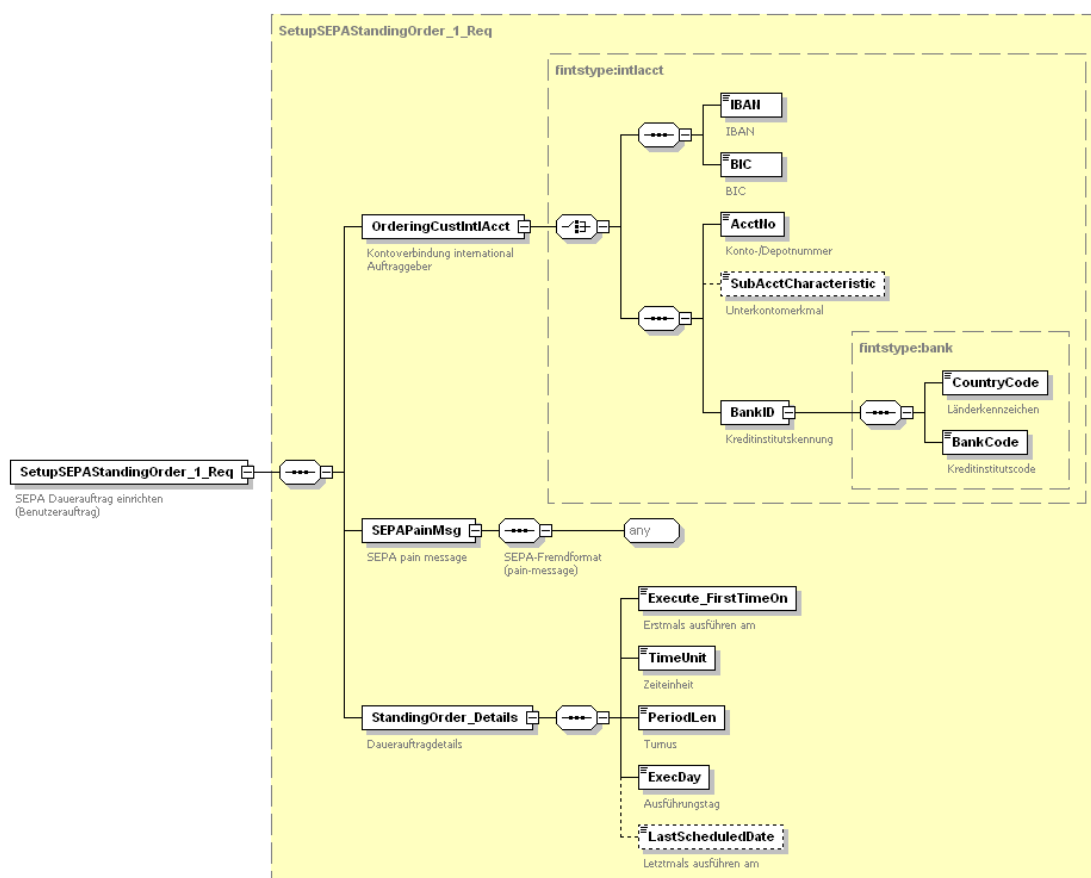 SetupSEPAStandingOrder_1_Req
fintstype:intlacct
IBAN
IBAN
BIC
BIC
OrderingCustIntlAcct
Kontoverbindung international
Auftraggeber
AcctNo
Konto-/Depotnummer
SubAcctCharacteristic
Unterkontomerkmal
fintstype:bank
CountryCode
Länderkennzeichen
BankID
Kreditinstitutskennung
BankCode
Kreditinstitutscode
SetupSEPAStandingOrder_1_Req
SEPA Dauerauftrag einrichten
(Benutzerauftrag)
SEPAPainMsg
SEPA pain message
SEPA-Fremdformat
(pain-message)
any
Execute_FirstTimeOn
Erstmals ausführen am
TimeUnit
Zeiteinheit
StandingOrder_Details
Dauerauftragdetails
PeriodLen
Turnus
ExecDay
Ausführungstag
LastScheduledDate
Letztmals ausführen am